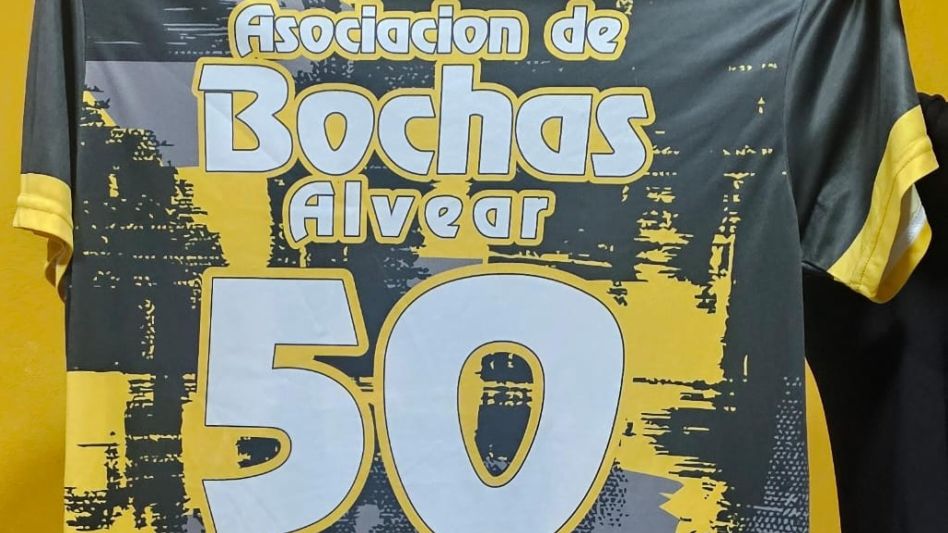 Asociacion de
Bochas
Alvear
50